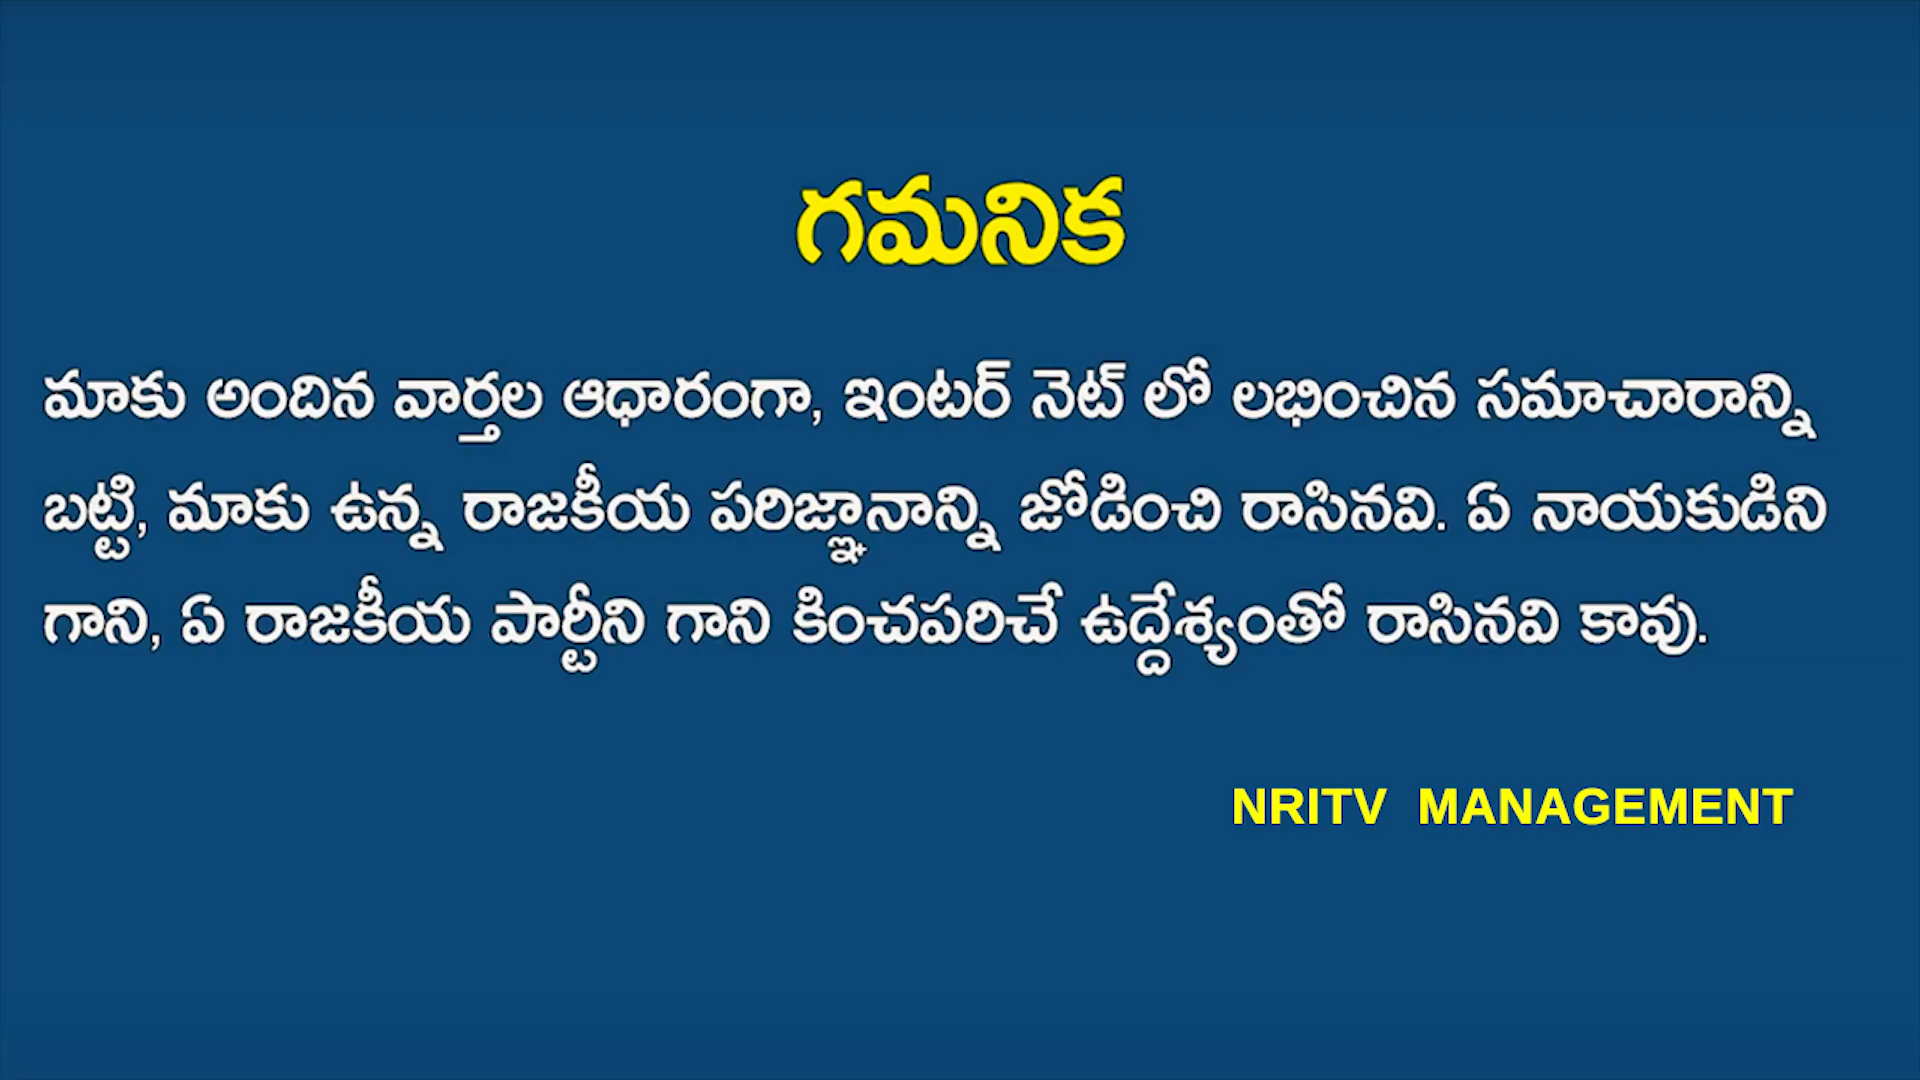 గమనిక
మాకు అందిన వార్తల ఆధారంగా, ఇంటర్ నెట్ లో లభించిన సమాచారాన్ని
బట్టి, మాకు ఉన్న రాజకీయ పరిజ్ఞానాన్ని జోడించి రాసినవి. ఏ నాయకుడిని
గాని, ఏ రాజకీయ పార్టీని గాని కించపరిచే ఉద్దేశ్యంతో రాసినవి కావు.
NRITV MANAGEMENT